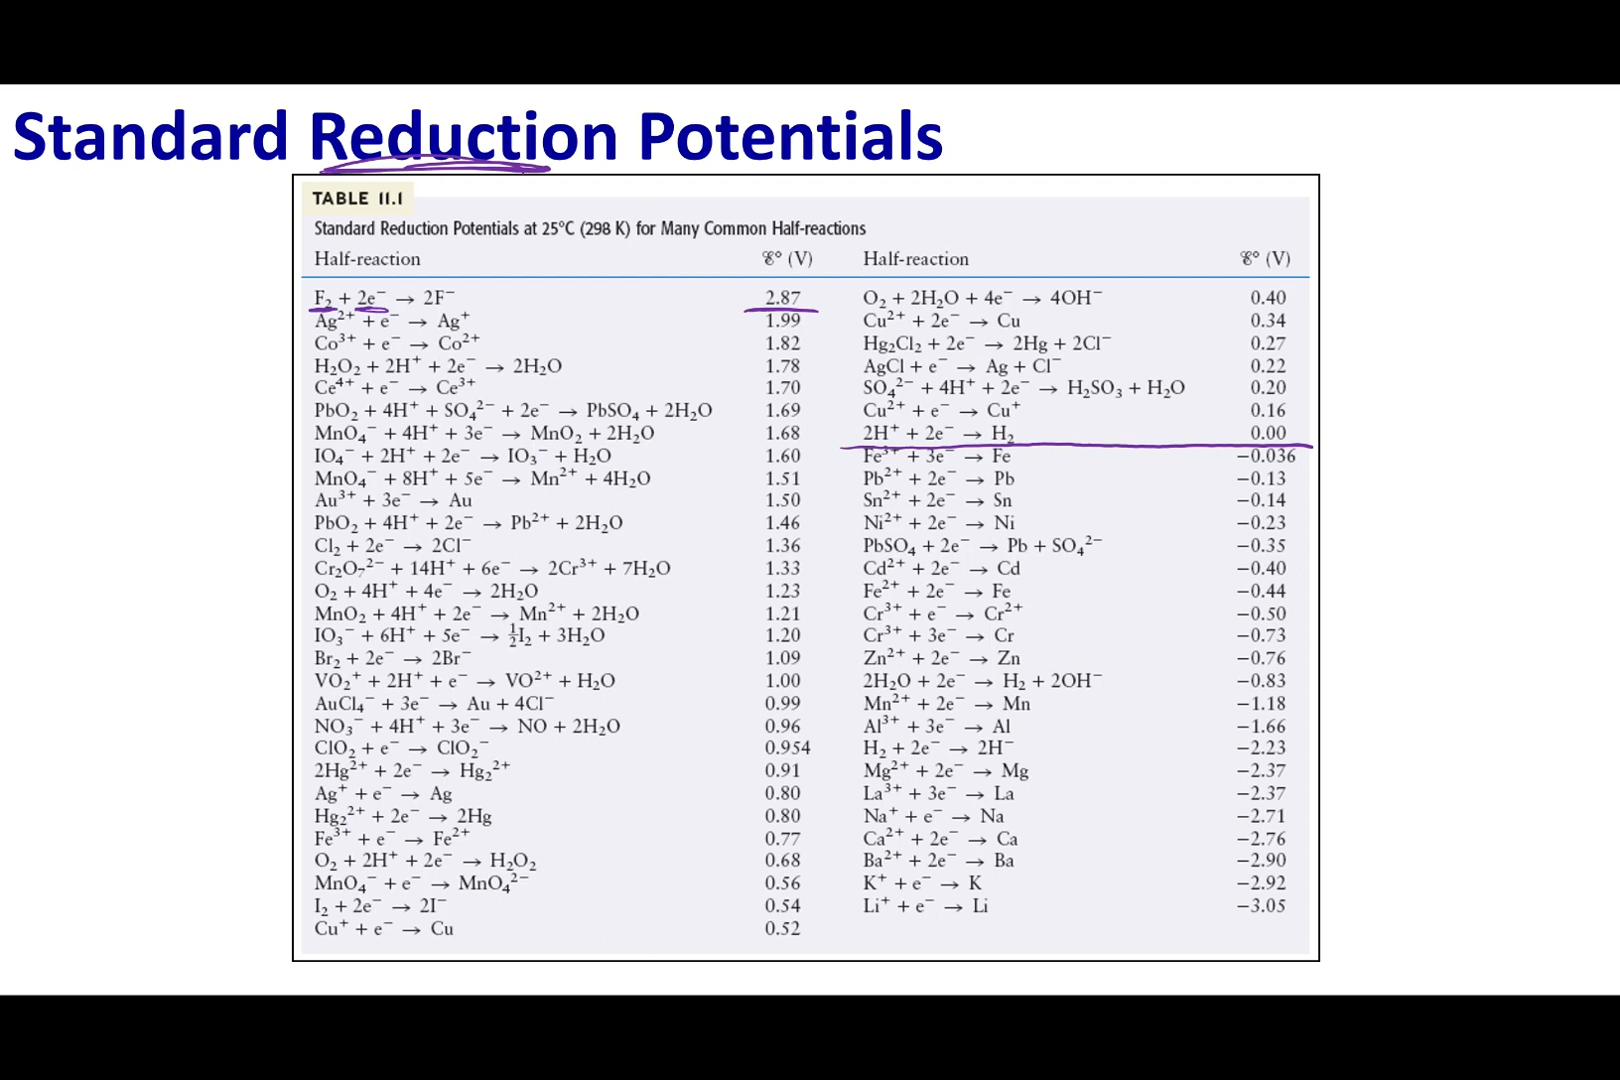 Standard Reduction Potentials
TABLE 11.1
Standard Reduction Potentials at 25°C (298 K) for Many Common Half-reactions
Half-reaction ℰ° (V) Half-reaction ℰ° (V)
F₂ + 2e⁻ → 2F⁻ 2.87 O₂ + 2H₂O + 4e⁻ → 4OH⁻ 0.40
Ag²⁺ + e⁻ → Ag⁺ 1.99 Cu²⁺ + 2e⁻ → Cu 0.34
Co³⁺ + e⁻ → Co²⁺ 1.82 Hg₂Cl₂ + 2e⁻ → 2Hg + 2Cl⁻ 0.27
H₂O₂ + 2H⁺ + 2e⁻ → 2H₂O 1.78 AgCl + e⁻ → Ag + Cl⁻ 0.22
Ce⁴⁺ + e⁻ → Ce³⁺ 1.70 SO₄²⁻ + 4H⁺ + 2e⁻ → H₂SO₃ + H₂O 0.20
PbO₂ + 4H⁺ + SO₄²⁻ + 2e⁻ → PbSO₄ + 2H₂O 1.69 Cu²⁺ + e⁻ → Cu⁺ 0.16
MnO₄⁻ + 4H⁺ + 3e⁻ → MnO₂ + 2H₂O 1.68 2H⁺ + 2e⁻ → H₂ 0.00
IO₄⁻ + 2H⁺ + 2e⁻ → IO₃⁻ + H₂O 1.60 Fe³⁺ + 3e⁻ → Fe −0.036
MnO₄⁻ + 8H⁺ + 5e⁻ → Mn²⁺ + 4H₂O 1.51 Pb²⁺ + 2e⁻ → Pb −0.13
Au³⁺ + 3e⁻ → Au 1.50 Sn²⁺ + 2e⁻ → Sn −0.14
PbO₂ + 4H⁺ + 2e⁻ → Pb²⁺ + 2H₂O 1.46 Ni²⁺ + 2e⁻ → Ni −0.23
Cl₂ + 2e⁻ → 2Cl⁻ 1.36 PbSO₄ + 2e⁻ → Pb + SO₄²⁻ −0.35
Cr₂O₇²⁻ + 14H⁺ + 6e⁻ → 2Cr³⁺ + 7H₂O 1.33 Cd²⁺ + 2e⁻ → Cd −0.40
O₂ + 4H⁺ + 4e⁻ → 2H₂O 1.23 Fe²⁺ + 2e⁻ → Fe −0.44
MnO₂ + 4H⁺ + 2e⁻ → Mn²⁺ + 2H₂O 1.21 Cr³⁺ + e⁻ → Cr²⁺ −0.50
IO₃⁻ + 6H⁺ + 5e⁻ → ½I₂ + 3H₂O 1.20 Cr³⁺ + 3e⁻ → Cr −0.73
Br₂ + 2e⁻ → 2Br⁻ 1.09 Zn²⁺ + 2e⁻ → Zn −0.76
VO₂⁺ + 2H⁺ + e⁻ → VO²⁺ + H₂O 1.00 2H₂O + 2e⁻ → H₂ + 2OH⁻ −0.83
AuCl₄⁻ + 3e⁻ → Au + 4Cl⁻ 0.99 Mn²⁺ + 2e⁻ → Mn −1.18
NO₃⁻ + 4H⁺ + 3e⁻ → NO + 2H₂O 0.96 Al³⁺ + 3e⁻ → Al −1.66
ClO₂ + e⁻ → ClO₂⁻ 0.954 H₂ + 2e⁻ → 2H⁻ −2.23
2Hg²⁺ + 2e⁻ → Hg₂²⁺ 0.91 Mg²⁺ + 2e⁻ → Mg −2.37
Ag⁺ + e⁻ → Ag 0.80 La³⁺ + 3e⁻ → La −2.37
Hg₂²⁺ + 2e⁻ → 2Hg 0.80 Na⁺ + e⁻ → Na −2.71
Fe³⁺ + e⁻ → Fe²⁺ 0.77 Ca²⁺ + 2e⁻ → Ca −2.76
O₂ + 2H⁺ + 2e⁻ → H₂O₂ 0.68 Ba²⁺ + 2e⁻ → Ba −2.90
MnO₄⁻ + e⁻ → MnO₄²⁻ 0.56 K⁺ + e⁻ → K −2.92
I₂ + 2e⁻ → 2I⁻ 0.54 Li⁺ + e⁻ → Li −3.05
Cu⁺ + e⁻ → Cu 0.52